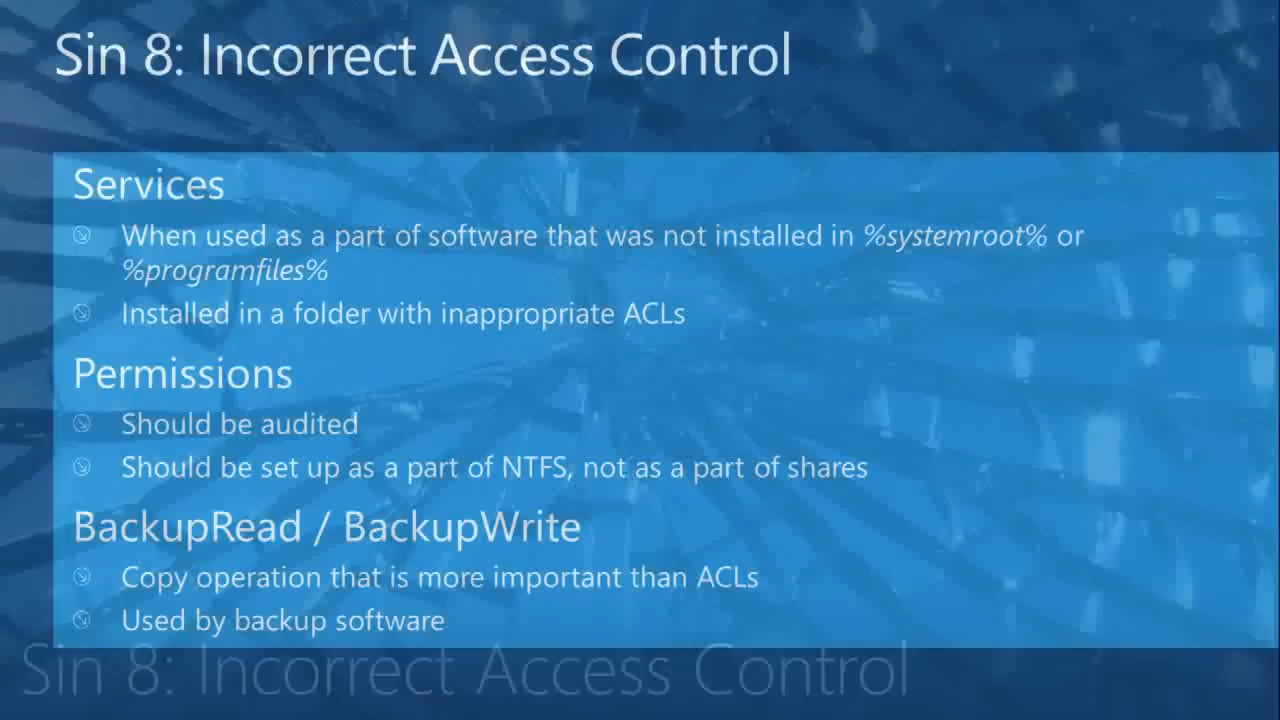 Sin 8: Incorrect Access Control
Services
When used as a part of software that was not installed in %systemroot% or
%programfiles%
Installed in a folder with inappropriate ACLs
Permissions
Should be audited
Should be set up as a part of NTFS, not as a part of shares
BackupRead / BackupWrite
Copy operation that is more important than ACLs
Used by backup software
Sin 8: Incorrect Access Control